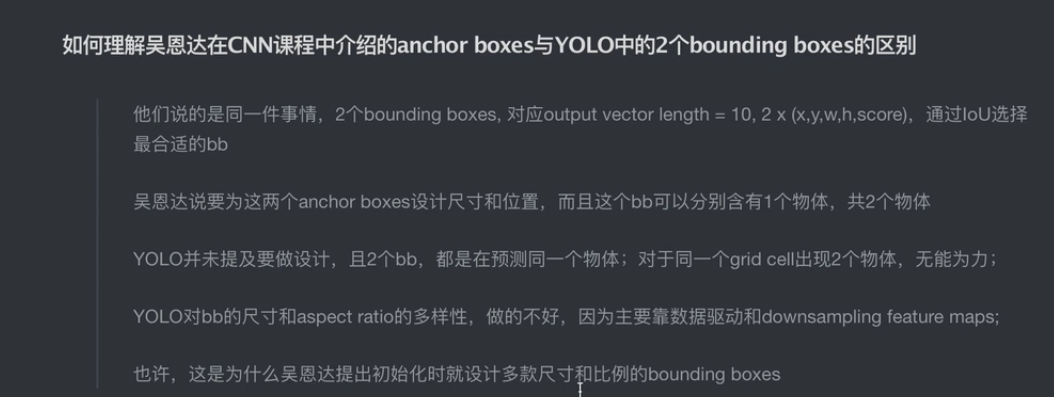 如何理解吴恩达在CNN课程中介绍的anchor boxes与YOLO中的2个bounding boxes的区别
他们说的是同一件事情，2个bounding boxes, 对应output vector length = 10, 2 x (x,y,w,h,score)，通过IoU选择
最合适的bb
吴恩达说要为这两个anchor boxes设计尺寸和位置，而且这个bb可以分别含有1个物体，共2个物体
YOLO并未提及要做设计，且2个bb，都是在预测同一个物体；对于同一个grid cell出现2个物体，无能为力；
YOLO对bb的尺寸和aspect ratio的多样性，做的不好，因为主要靠数据驱动和downsampling feature maps;
也许，这是为什么吴恩达提出初始化时就设计多款尺寸和比例的bounding boxes